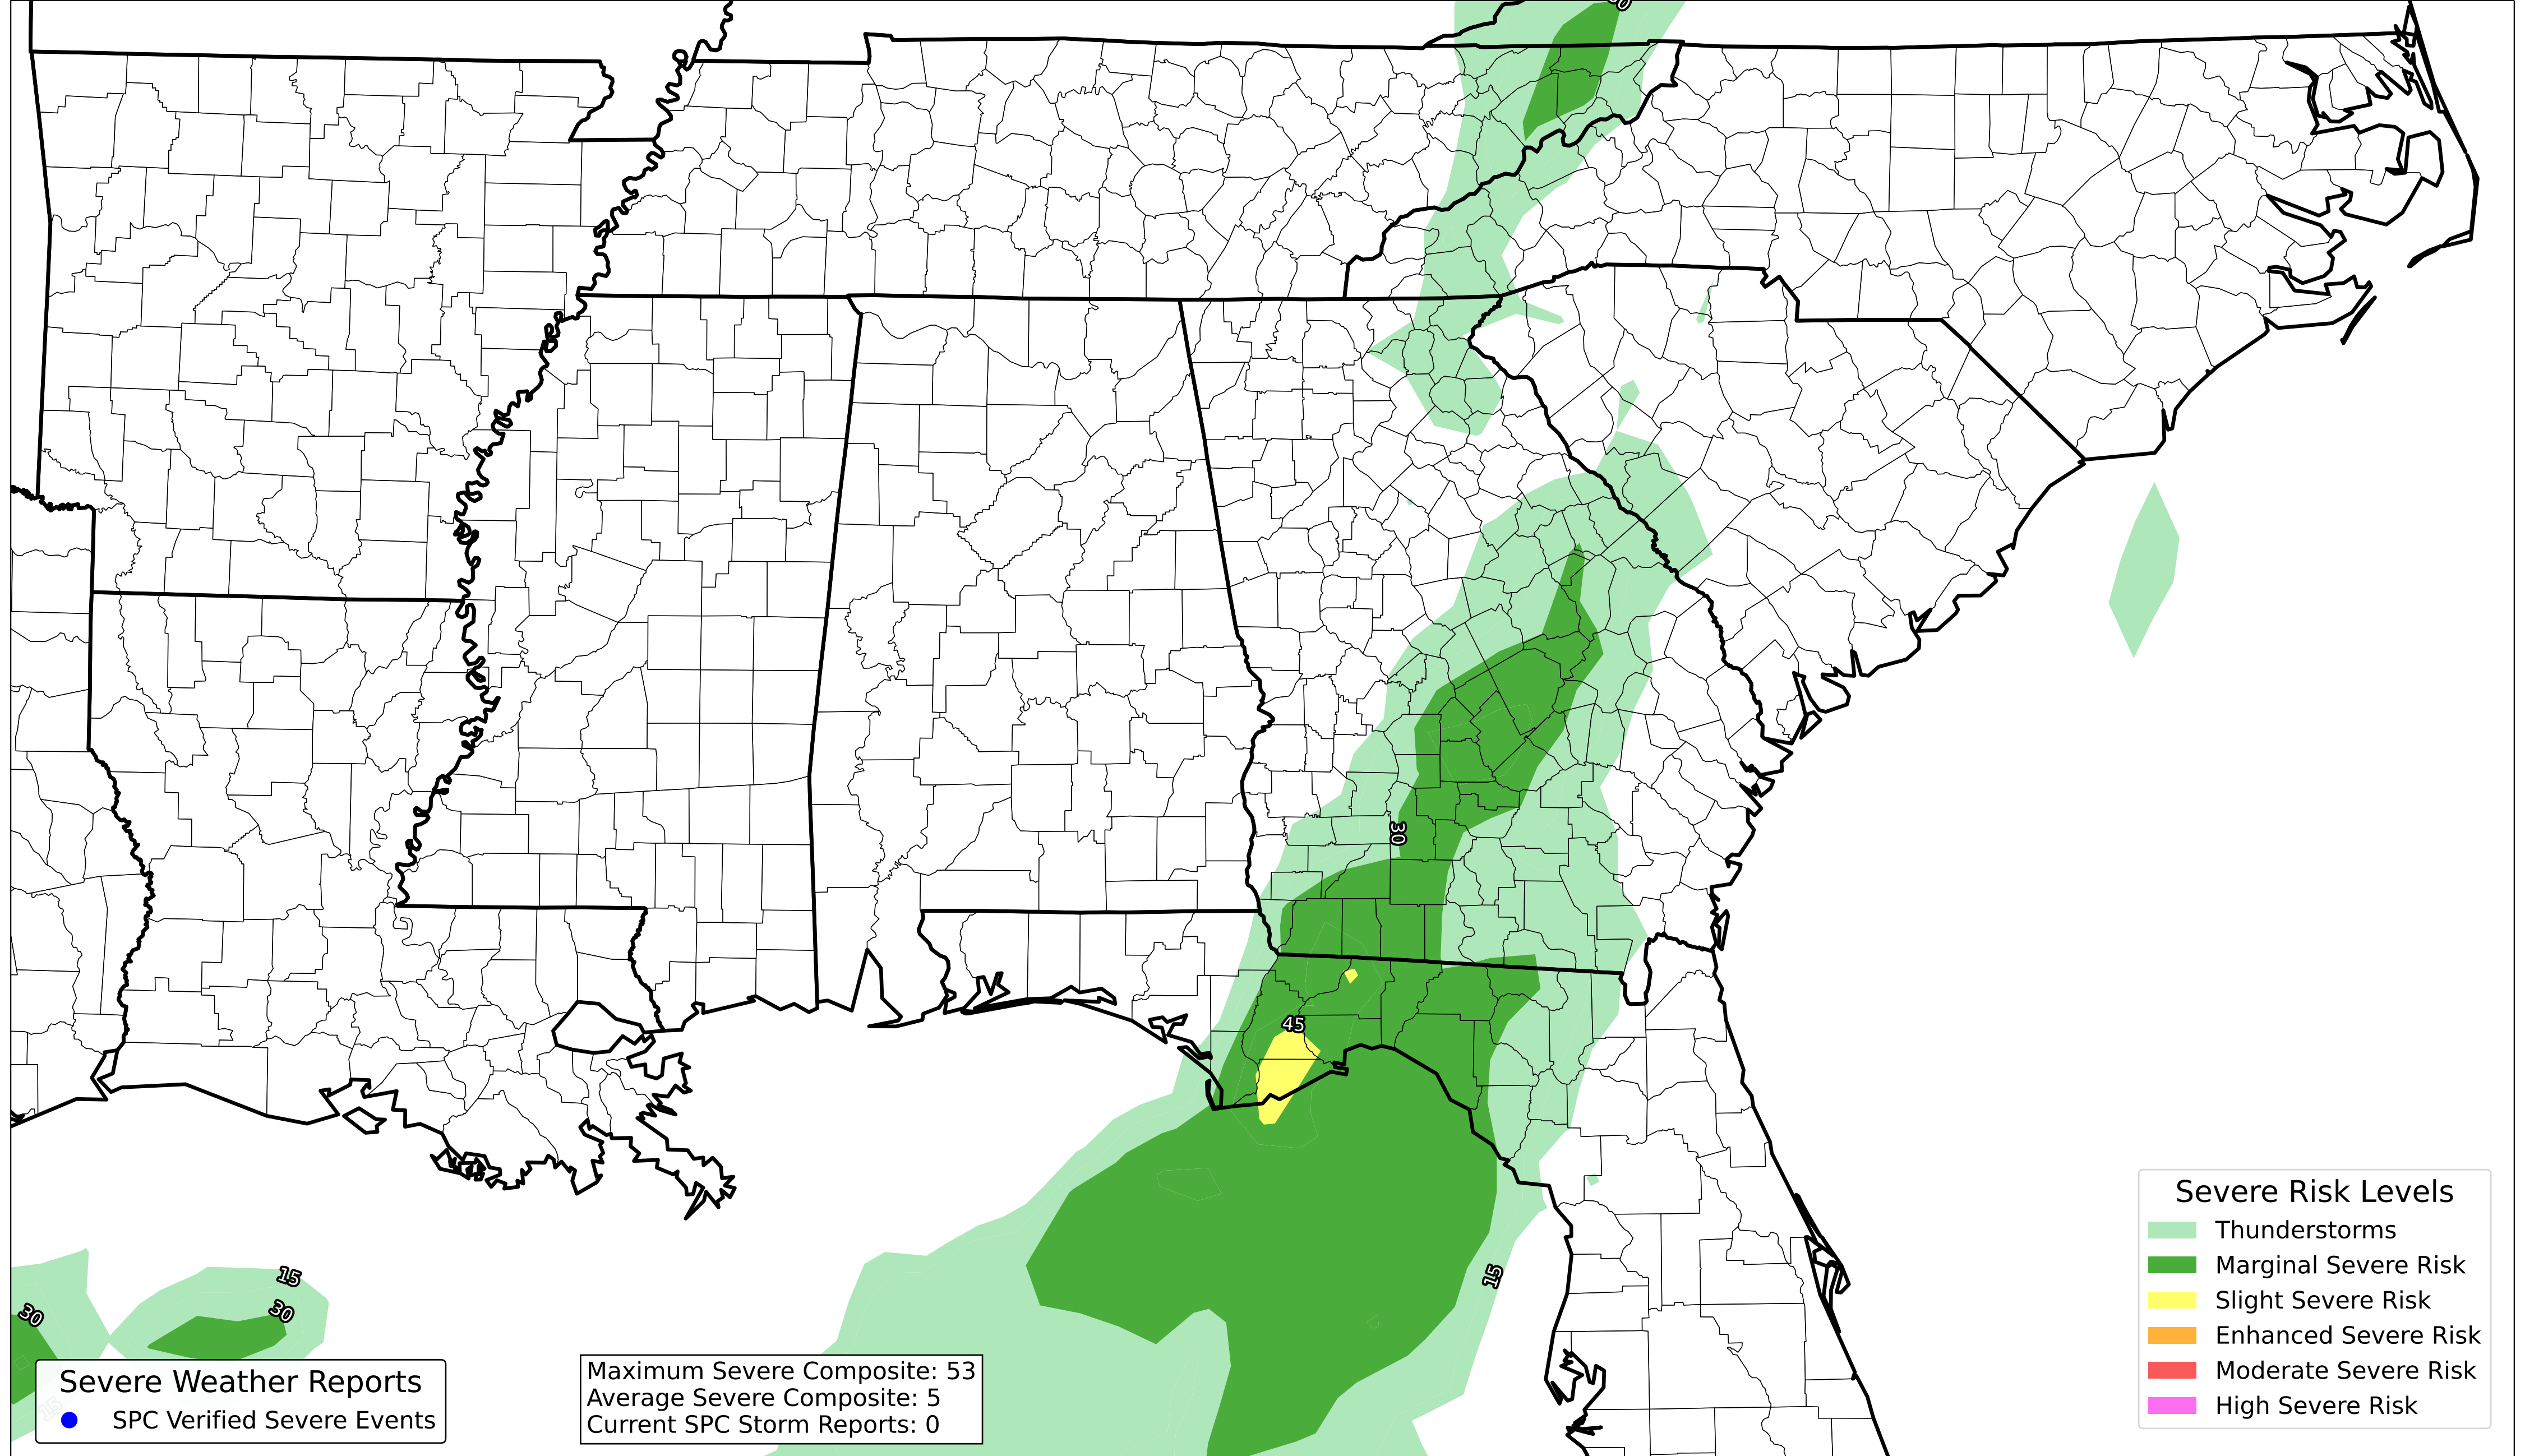 30
45
15
15
30
30
Severe Weather Reports
SPC Verified Severe Events
Maximum Severe Composite: 53
Average Severe Composite: 5
Current SPC Storm Reports: 0
Severe Risk Levels
Thunderstorms
Marginal Severe Risk
Slight Severe Risk
Enhanced Severe Risk
Moderate Severe Risk
High Severe Risk